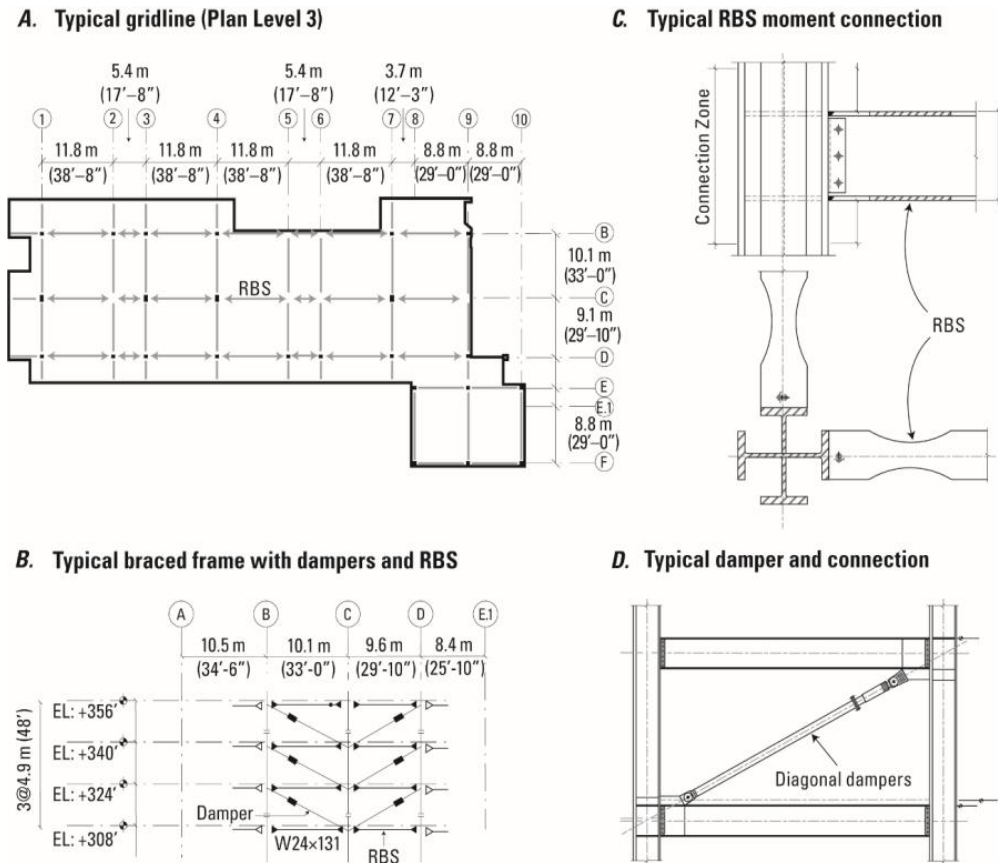 A. Typical gridline (Plan Level 3)
5.4 m
(17’–8”)
5.4 m
(17’–8”)
3.7 m
(12’–3”)
1 2 3 4 5 6 7 8 9 10
11.8 m
(38’–8”)
11.8 m
(38’–8”)
11.8 m
(38’–8”)
11.8 m
(38’–8”)
8.8 m
(29’–0”)
8.8 m
(29’–0”)
RBS
B
10.1 m
(33’–0”)
C
9.1 m
(29’–10”)
D
E
E.1
8.8 m
(29’–0”)
F
B. Typical braced frame with dampers and RBS
A B C D E.1
10.5 m
(34’-6”)
10.1 m
(33’-0”)
9.6 m
(29’-10”)
8.4 m
(25’-10”)
3@4.9 m (48’)
EL: +356’
EL: +340’
EL: +324’
EL: +308’
Damper
W24×131
RBS
C. Typical RBS moment connection
Connection Zone
RBS
D. Typical damper and connection
Diagonal dampers